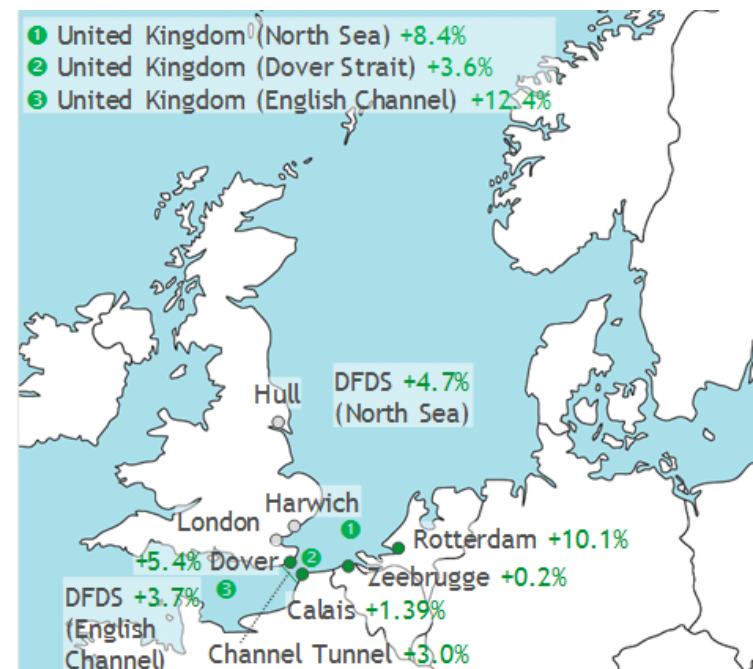 ❶ United Kingdom (North Sea) +8.4%
❷ United Kingdom (Dover Strait) +3.6%
❸ United Kingdom (English Channel) +12.4%
DFDS +4.7%
(North Sea)
Hull
Harwich
London
❶
Rotterdam +10.1%
+5.4% Dover
❷
Zeebrugge +0.2%
❸
DFDS +3.7%
(English
Channel)
Calais +1.39%
Channel Tunnel +3.0%